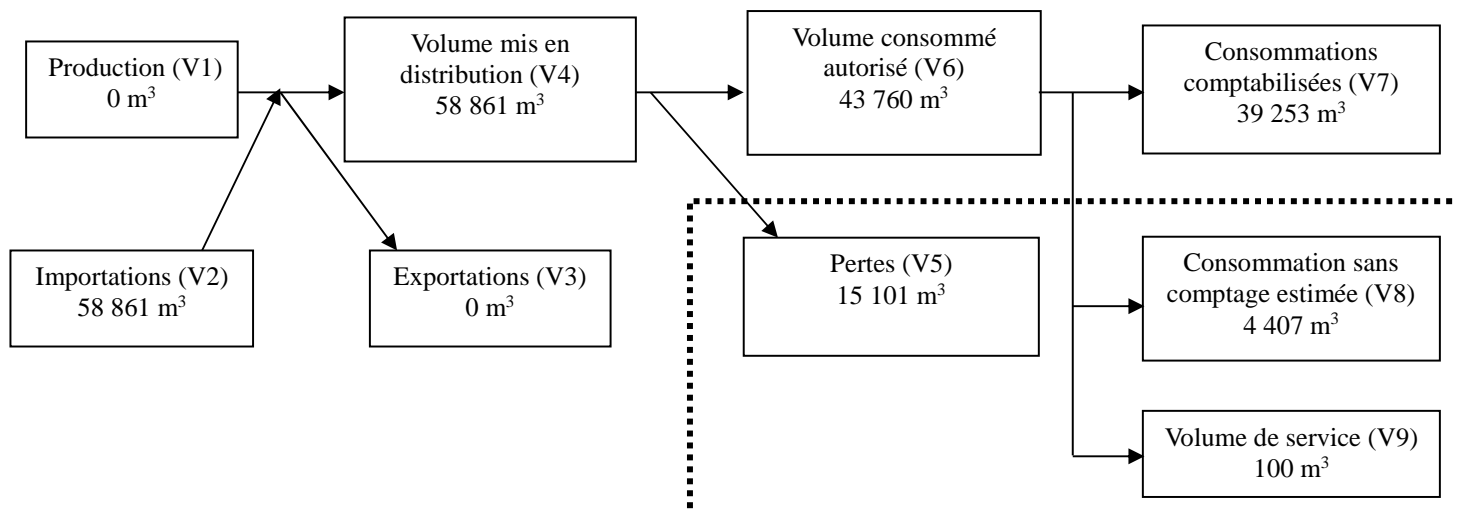 Production (V1)
0 m³
Volume mis en
distribution (V4)
58 861 m³
Volume consommé
autorisé (V6)
43 760 m³
Consommations
comptabilisées (V7)
39 253 m³
Importations (V2)
58 861 m³
Exportations (V3)
0 m³
Pertes (V5)
15 101 m³
Consommation sans
comptage estimée (V8)
4 407 m³
Volume de service (V9)
100 m³